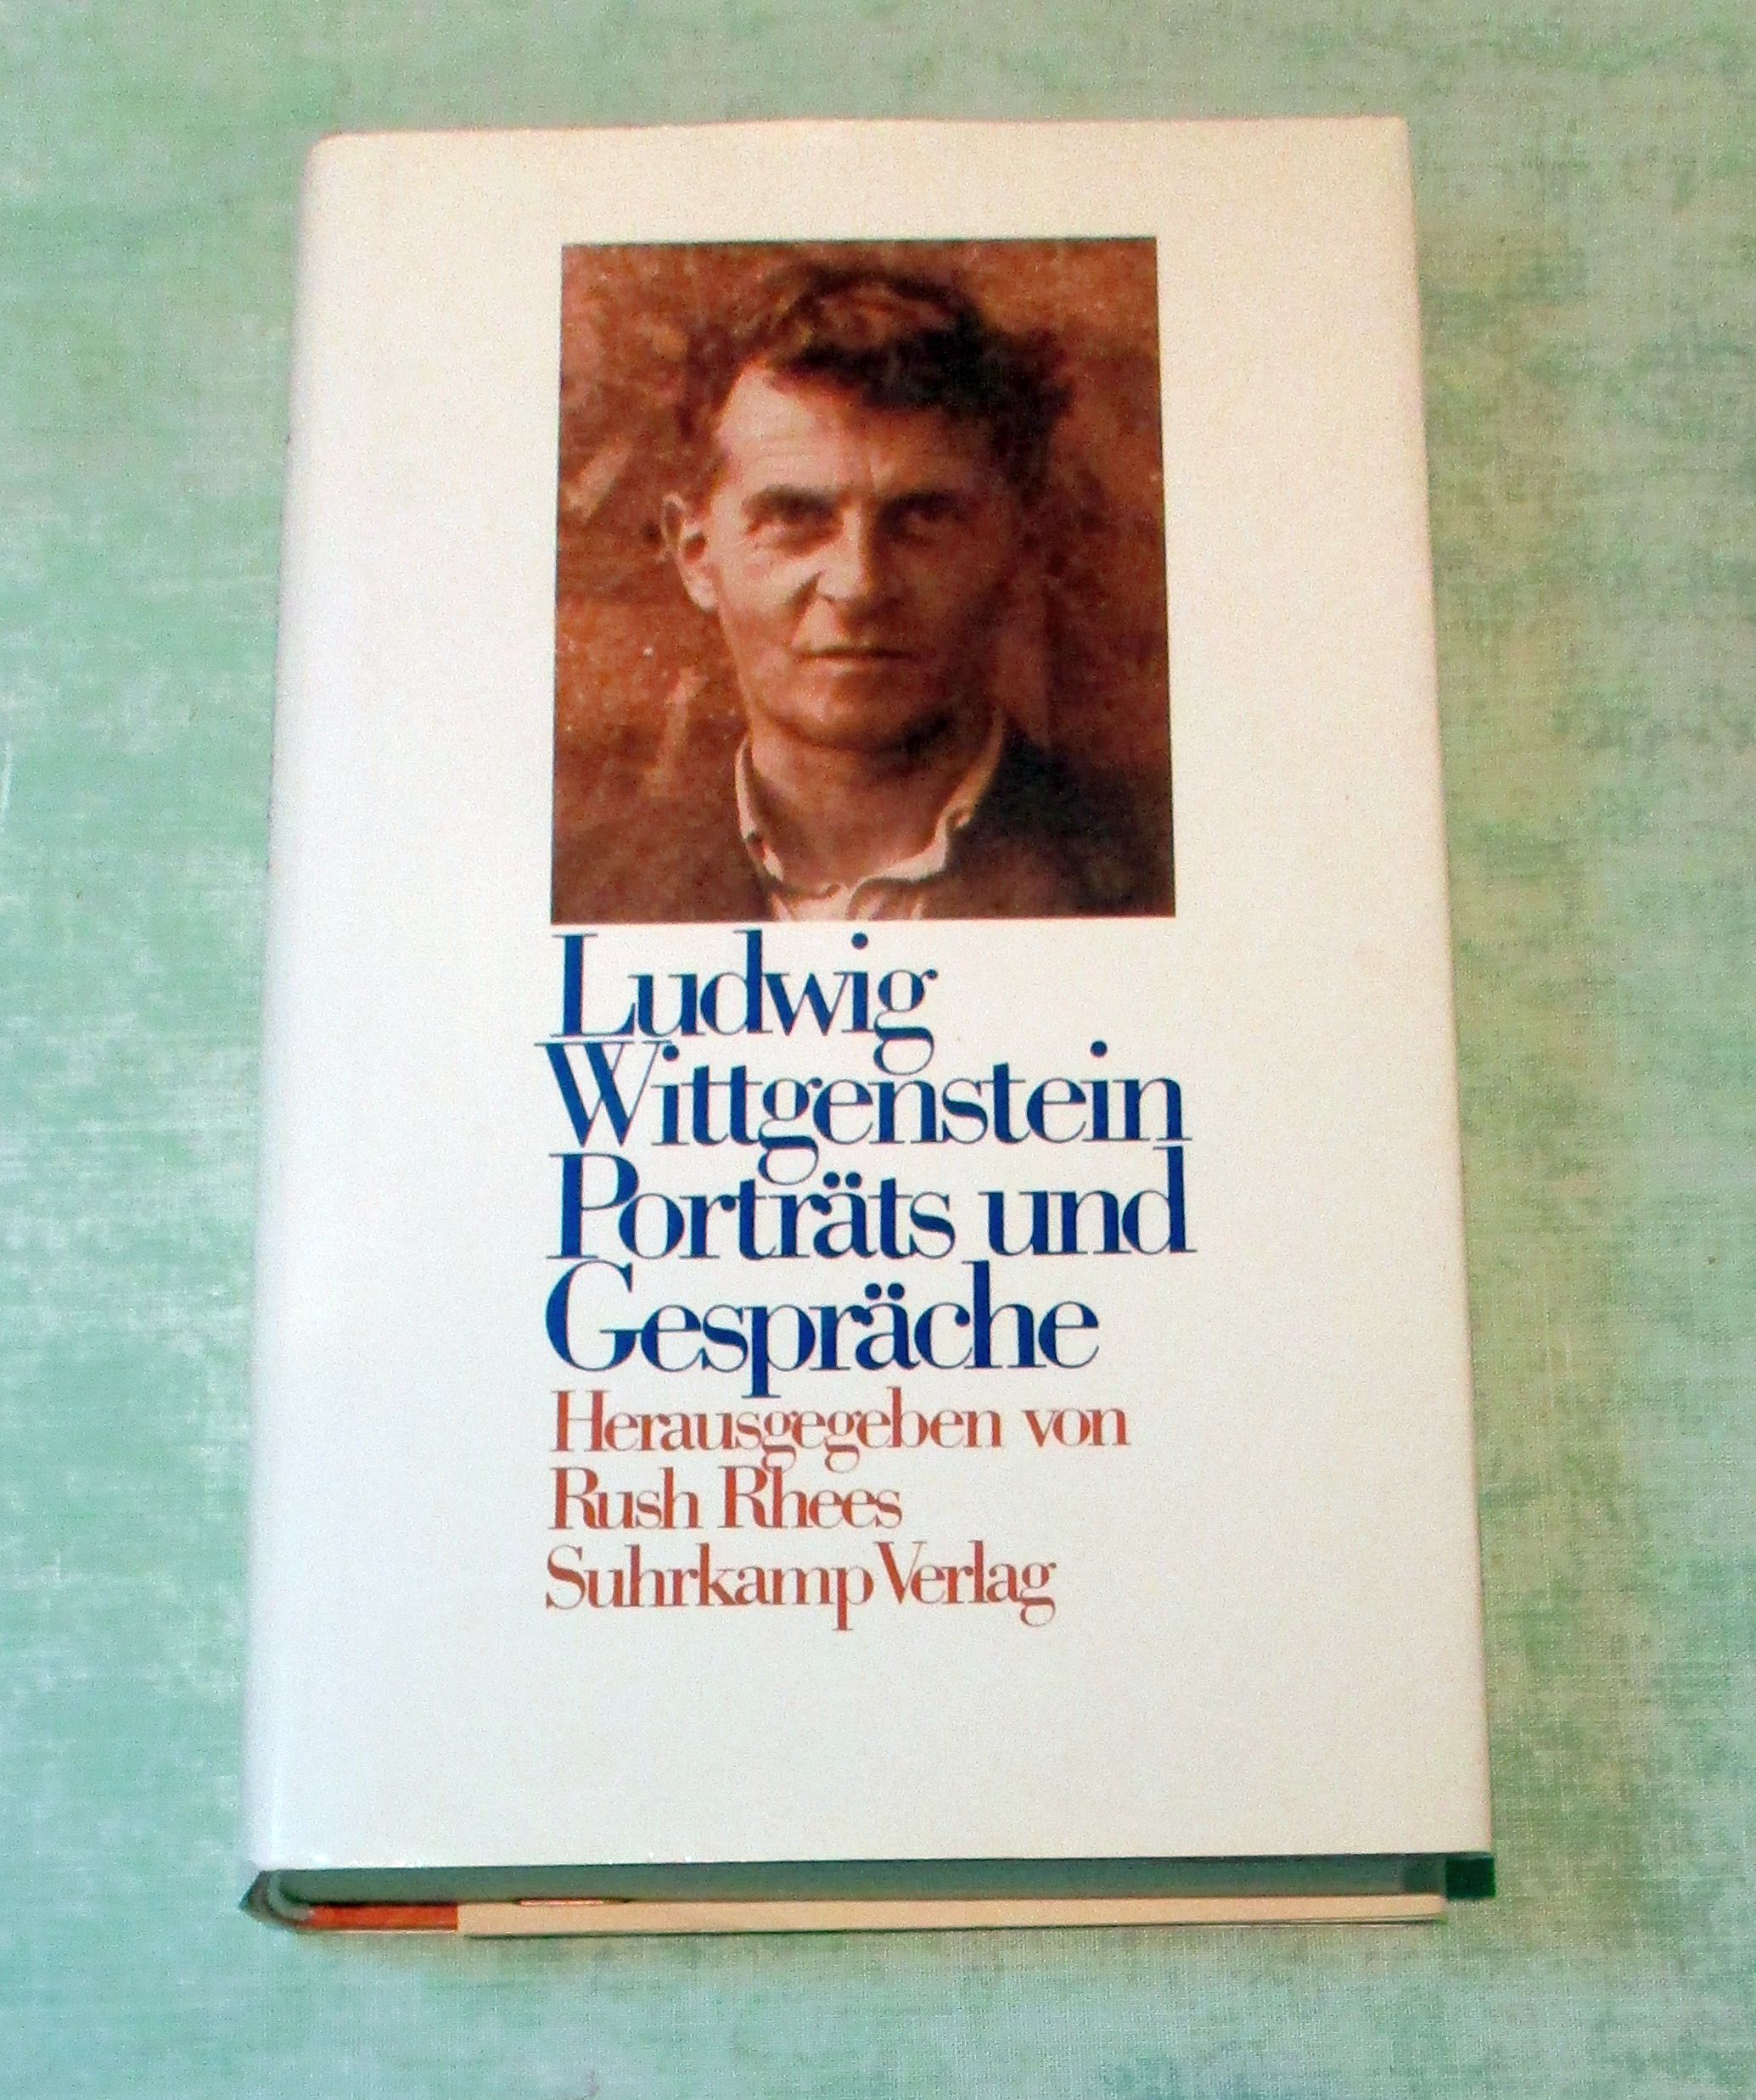 Ludwig
Wittgenstein
Porträts und
Gespräche
Herausgegeben von
Rush Rhees
Suhrkamp Verlag